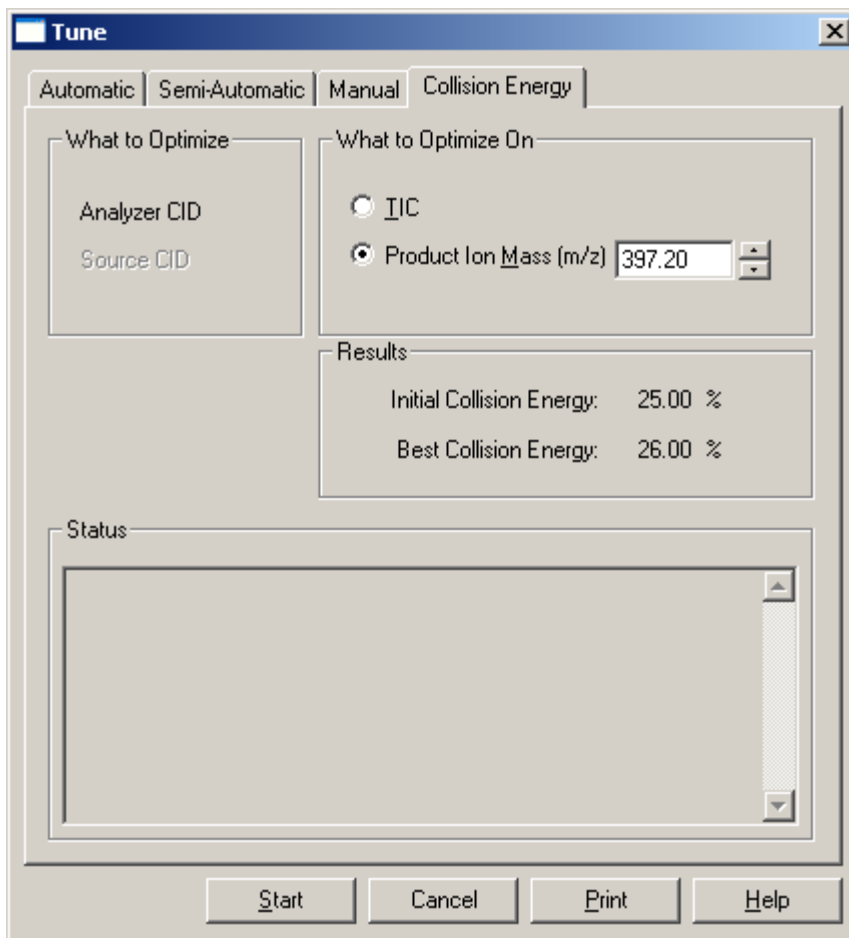 Tune
Automatic Semi-Automatic Manual Collision Energy
What to Optimize
Analyzer CID
Source CID
What to Optimize On
TIC
Product Ion Mass (m/z) 397.20
Results
Initial Collision Energy: 25.00 %
Best Collision Energy: 26.00 %
Status
Start Cancel Print Help